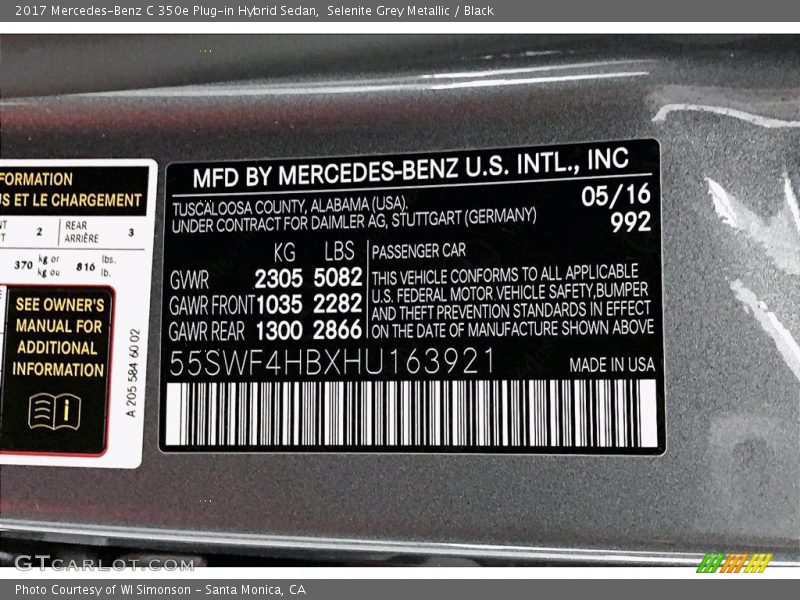 2017 Mercedes-Benz C 350e Plug-in Hybrid Sedan,  Selenite Grey Metallic / Black
FORMATION
US ET LE CHARGEMENT
NT 2 REAR 3
T ARRIÈRE
370 kg or 816 lbs.
kg ou lb.
SEE OWNER'S
MANUAL FOR
ADDITIONAL
INFORMATION
A 205 584 60 02
MFD BY MERCEDES-BENZ U.S. INTL., INC
TUSCALOOSA COUNTY, ALABAMA (USA), 05/16
UNDER CONTRACT FOR DAIMLER AG, STUTTGART (GERMANY) 992
KG LBS PASSENGER CAR
GVWR 2305 5082 THIS VEHICLE CONFORMS TO ALL APPLICABLE
U.S. FEDERAL MOTOR VEHICLE SAFETY,BUMPER
GAWR FRONT 1035 2282 AND THEFT PREVENTION STANDARDS IN EFFECT
GAWR REAR 1300 2866 ON THE DATE OF MANUFACTURE SHOWN ABOVE
55SWF4HBXHU163921 MADE IN USA
GTCARLOT.COM
Photo Courtesy of WI Simonson - Santa Monica, CA